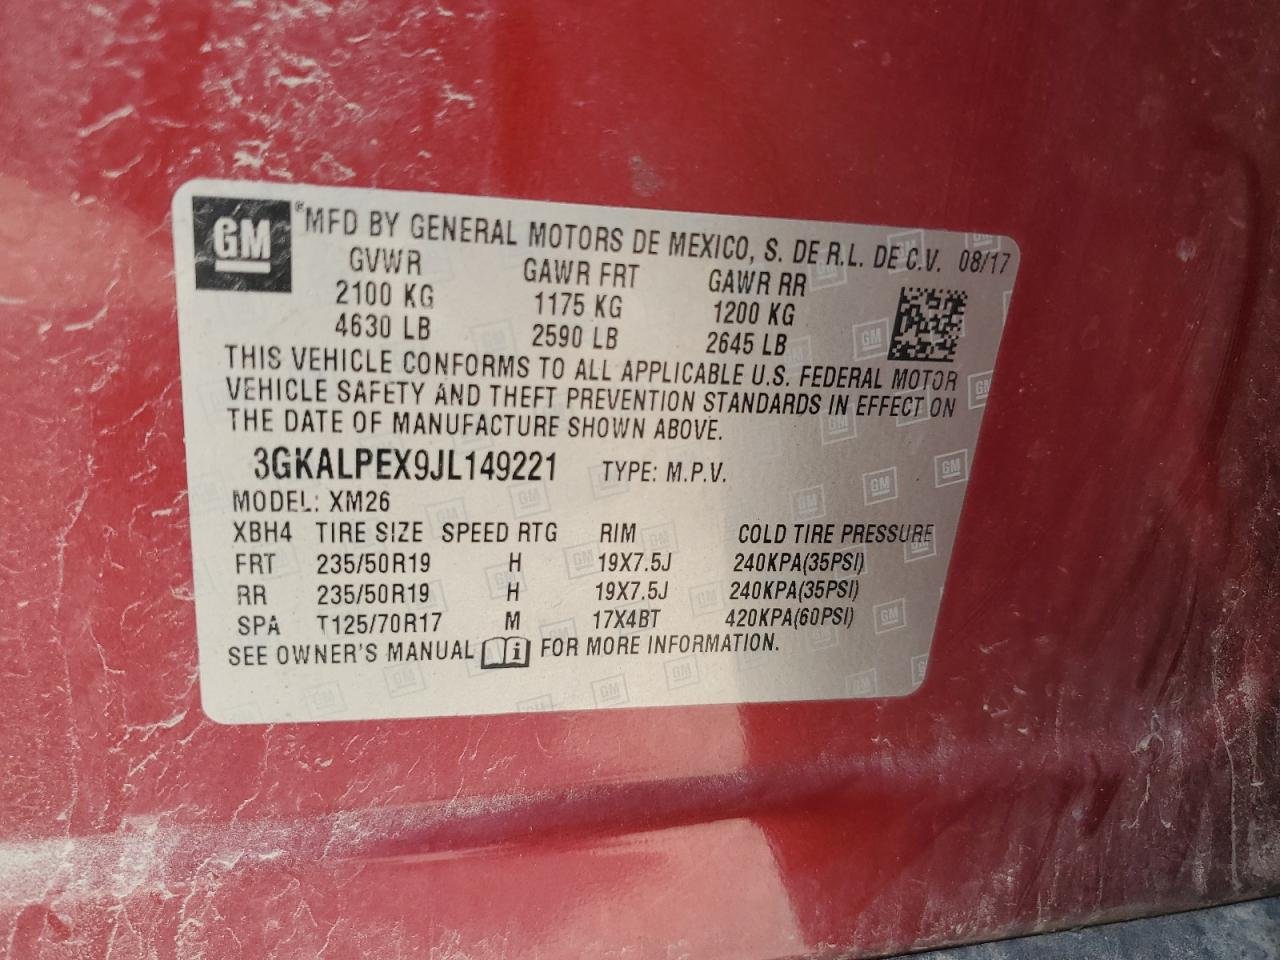 GM ® MFD BY GENERAL MOTORS DE MEXICO, S. DE R.L. DE C.V. 08/17
GVWR GAWR FRT GAWR RR
2100 KG 1175 KG 1200 KG
4630 LB 2590 LB 2645 LB
THIS VEHICLE CONFORMS TO ALL APPLICABLE U.S. FEDERAL MOTOR
VEHICLE SAFETY AND THEFT PREVENTION STANDARDS IN EFFECT ON
THE DATE OF MANUFACTURE SHOWN ABOVE.
3GKALPEX9JL149221 TYPE: M.P.V.
MODEL: XM26
XBH4 TIRE SIZE SPEED RTG RIM COLD TIRE PRESSURE
FRT 235/50R19 H 19X7.5J 240KPA(35PSI)
RR 235/50R19 H 19X7.5J 240KPA(35PSI)
SPA T125/70R17 M 17X4BT 420KPA(60PSI)
SEE OWNER'S MANUAL i FOR MORE INFORMATION.